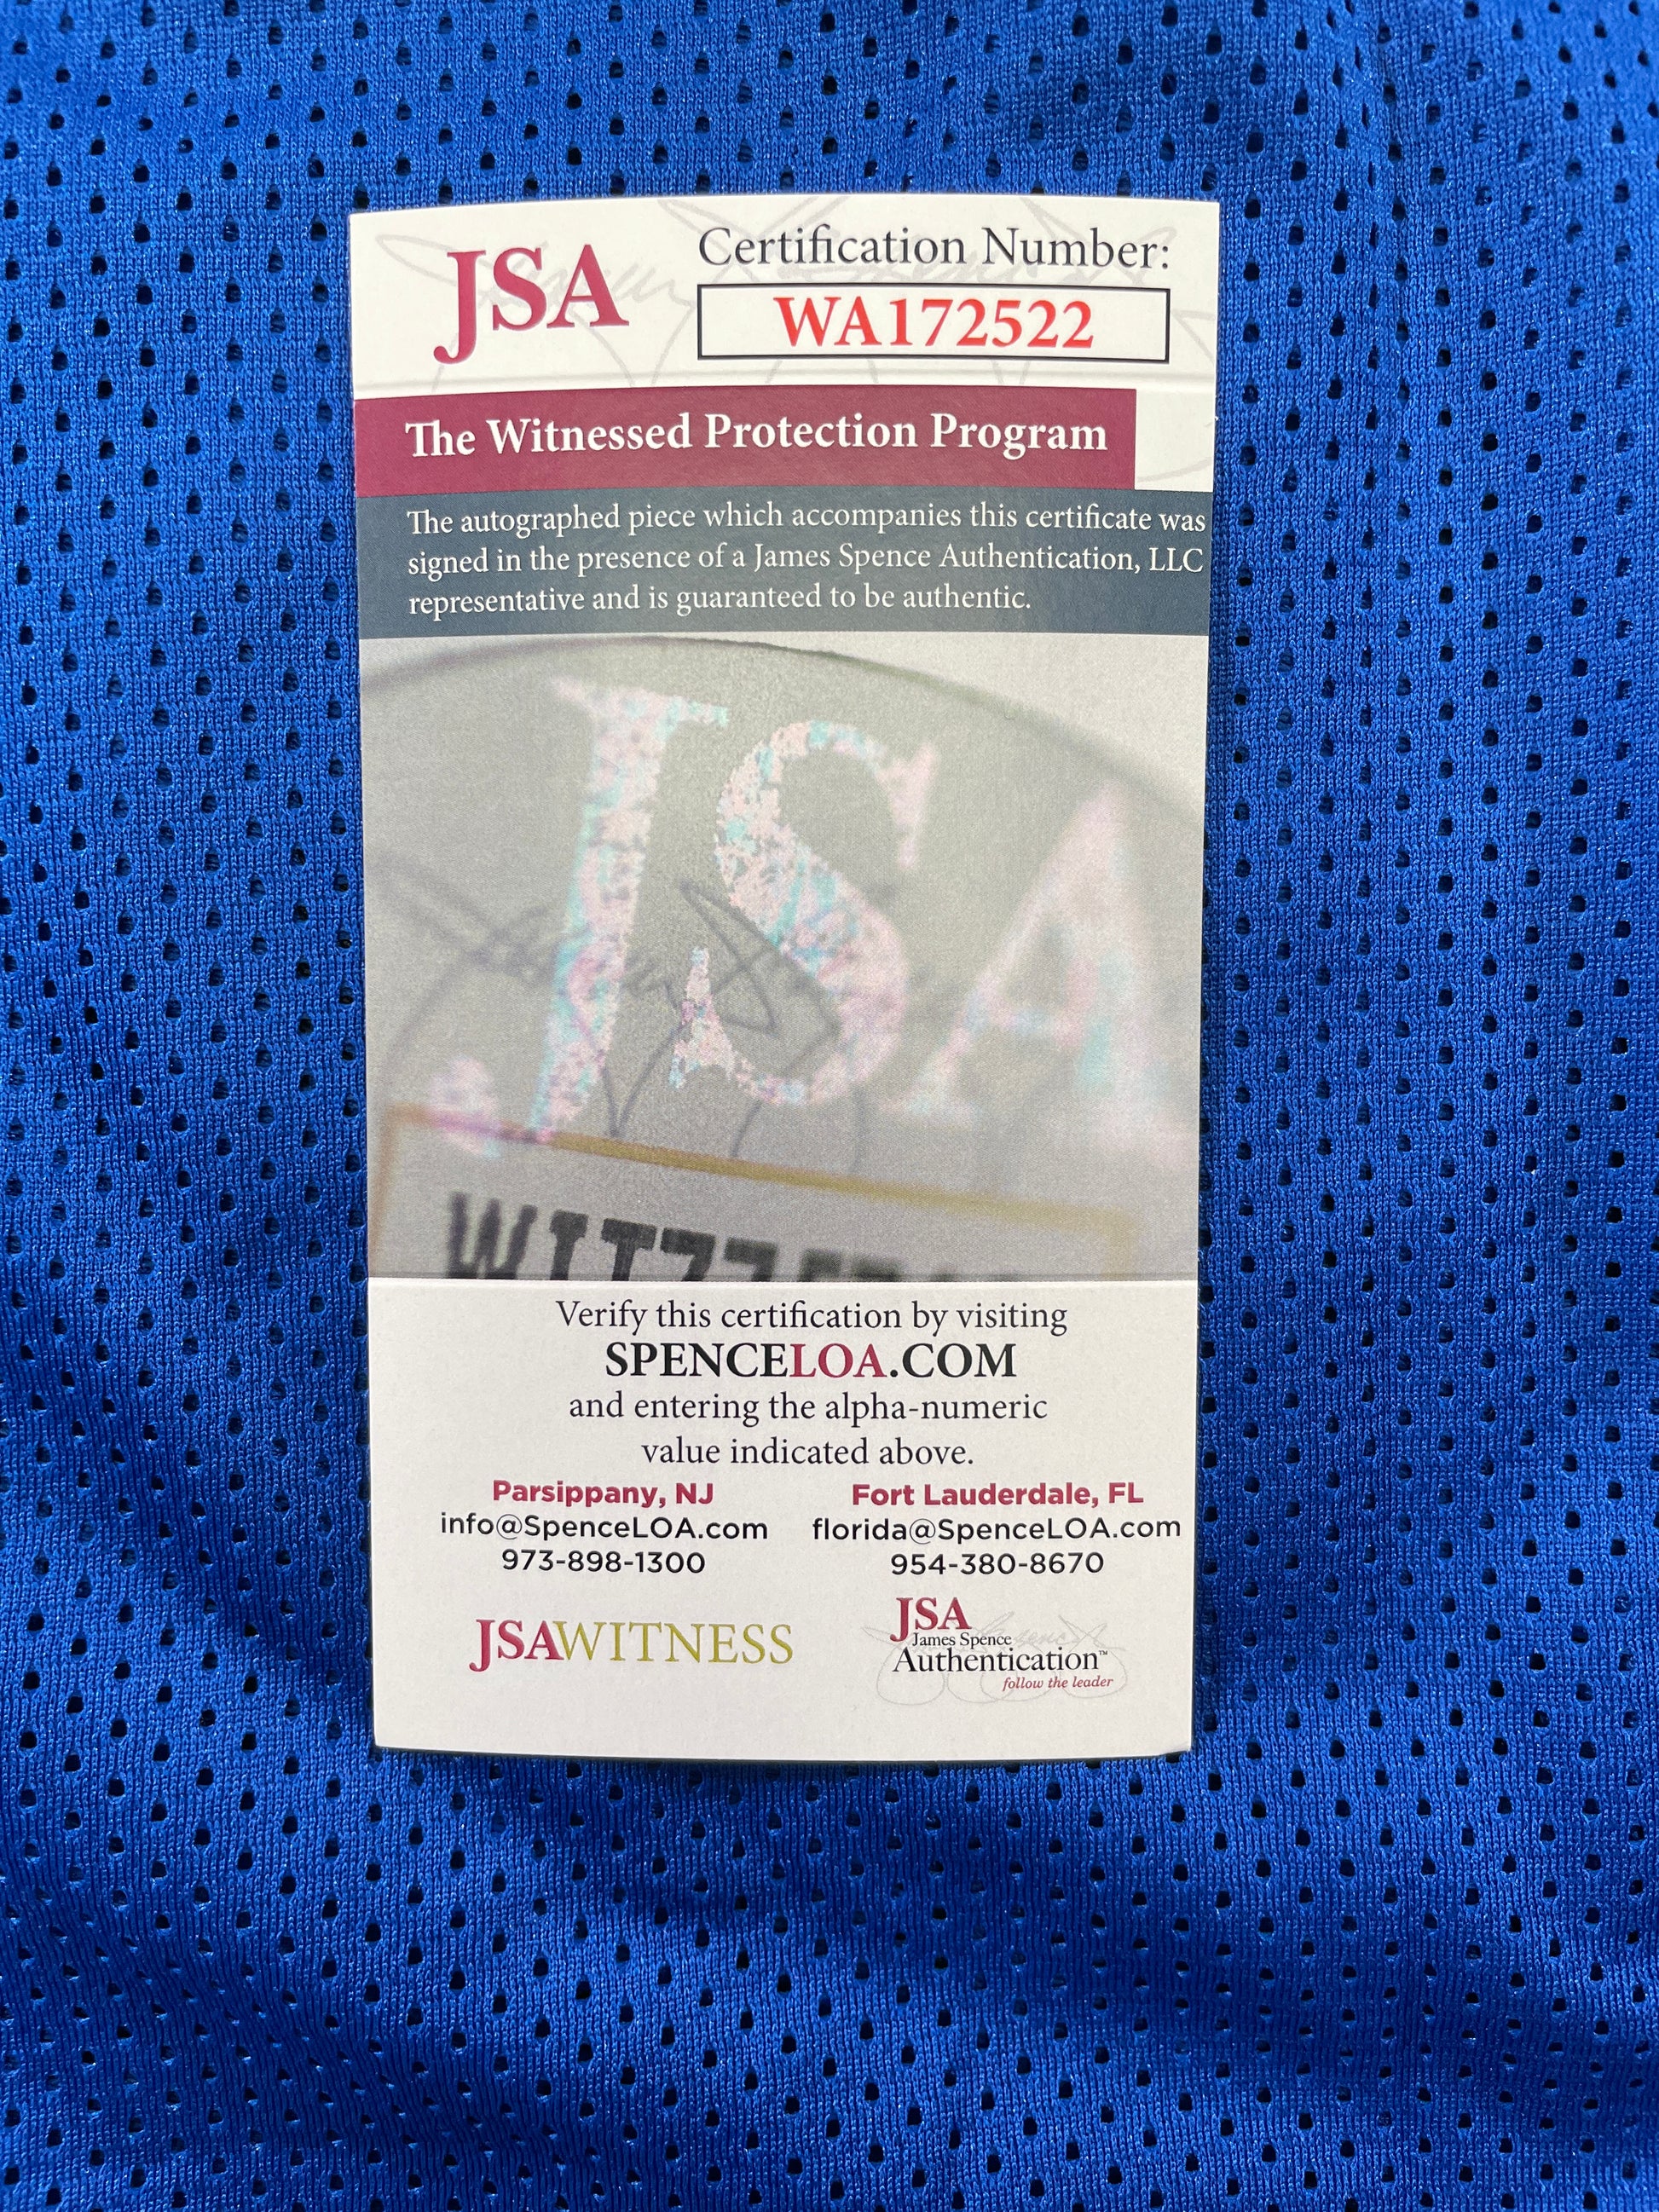 JSA
Certification Number:
WA172522
The Witnessed Protection Program
The autographed piece which accompanies this certificate was
signed in the presence of a James Spence Authentication, LLC
representative and is guaranteed to be authentic.
JSA
Verify this certification by visiting
SPENCELOA.COM
and entering the alpha-numeric
value indicated above.
Parsippany, NJ
info@SpenceLOA.com
973-898-1300
Fort Lauderdale, FL
florida@SpenceLOA.com
954-380-8670
JSAWITNESS
JSA
James Spence
Authentication™
follow the leader